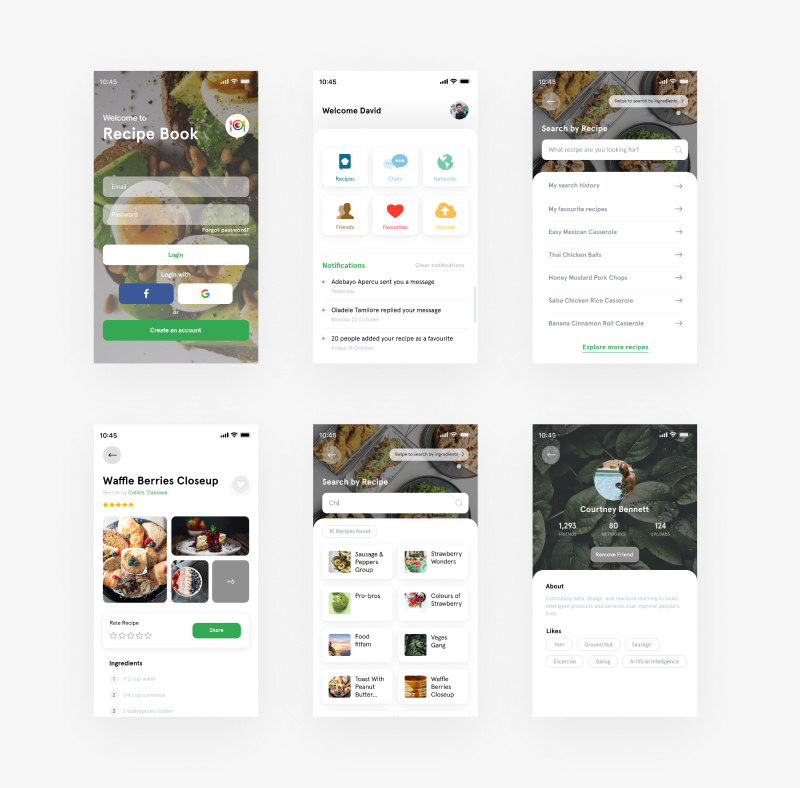 10:45
Welcome to
Recipe Book
Email
Password
Forgot password?
Login
Login with
f
G
or
Create an account
10:45
Welcome David
Recipes
Chats
Networks
Friends
Favourites
Uploads
Notifications
Clear notifications
Adebayo Apercu sent you a message
Yesterday
Oladele Tamilore replied your message
Monday 22 October
20 people added your recipe as a favourite
Friday 19 October
10:45
Swipe to search by ingredients
Search by Recipe
What recipe are you looking for?
My search history
My favourite recipes
Easy Mexican Casserole
Thai Chicken Balls
Honey Mustard Pork Chops
Salsa Chicken Rice Casserole
Banana Cinnamon Roll Casserole
Explore more recipes
10:45
Waffle Berries Closeup
Recipe by Collins 'Damawa
+6
Rate Recipe
Share
Ingredients
1 1/2 cup water
2 1/4 cup cornmeal
3 3 tablespoons butter
10:45
Swipe to search by ingredients
Search by Recipe
Chi
10 Recipes found
Sausage &
Peppers
Group
Strawberry
Wonders
Pro-bros
Colours of
Strawberry
Food
fitfam
Veges
Gang
Toast With
Peanut
Butter...
Waffle
Berries
Closeup
10:45
Courtney Bennett
1,293 80 124
FRIENDS NETWORKS UPLOADS
Remove Friend
About
Combining data, design, and machine learning to build
intelligent products and services that improve people's
lives.
Likes
Yam Ground Nut Sausage
Excercise Giving Artificial Intelligence